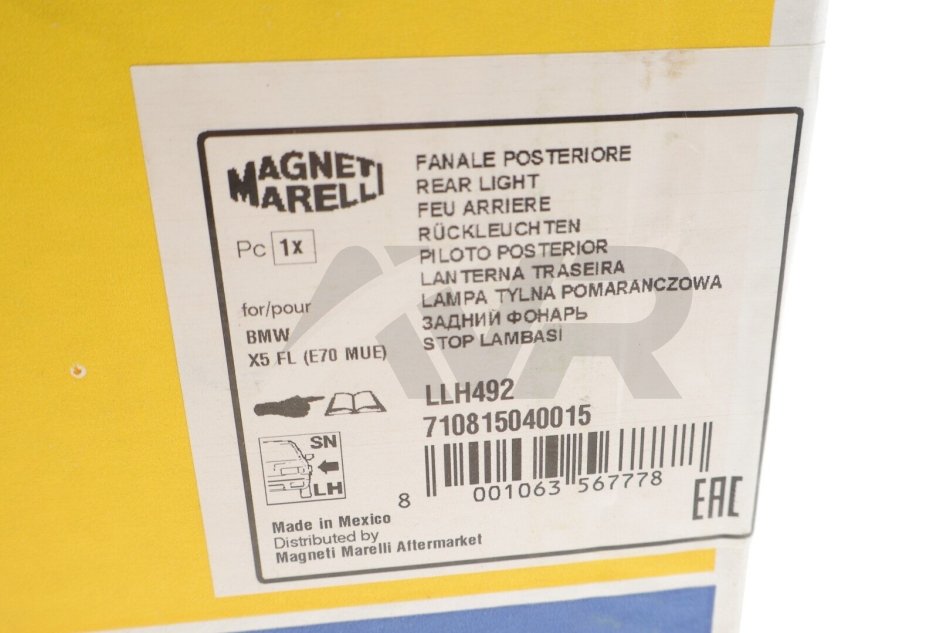 MAGNETI
MARELLI
Pc 1x
for/pour
BMW
X5 FL (E70 MUE)
SN
LH
Made in Mexico
Distributed by
Magneti Marelli Aftermarket
FANALE POSTERIORE
REAR LIGHT
FEU ARRIERE
RÜCKLEUCHTEN
PILOTO POSTERIOR
LANTERNA TRASEIRA
LAMPA TYLNA POMARANCZOWA
ЗАДНИЙ ФОНАРЬ
STOP LAMBASI
LLH492
710815040015
8 001063 567778
EAC
AVR